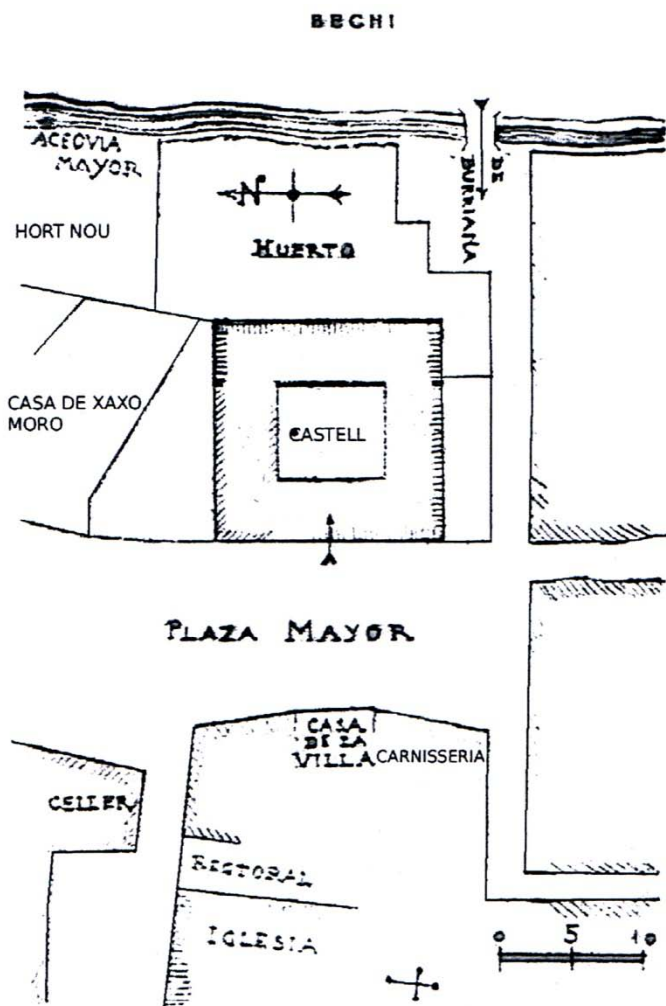 BECHI
ACEQVIA
MAYOR
DE
BURRIANA
N
HORT NOU
HUERTO
CASA DE XAXO
MORO
CASTELL
PLAZA MAYOR
CASA
DE LA
VILLA
CARNISSERIA
CELLER
RECTORAL
IGLESIA
0 5 10